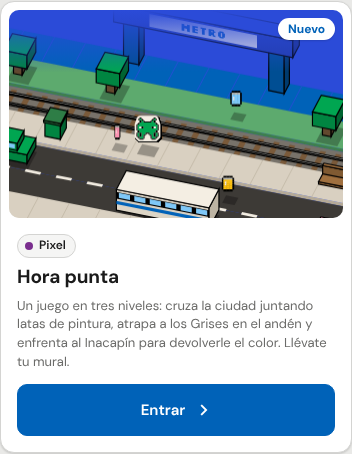 METRO
Nuevo
Pixel
Hora punta
Un juego en tres niveles: cruza la ciudad juntando
latas de pintura, atrapa a los Grises en el andén y
enfrenta al Inacapín para devolverle el color. Llévate
tu mural.
Entrar